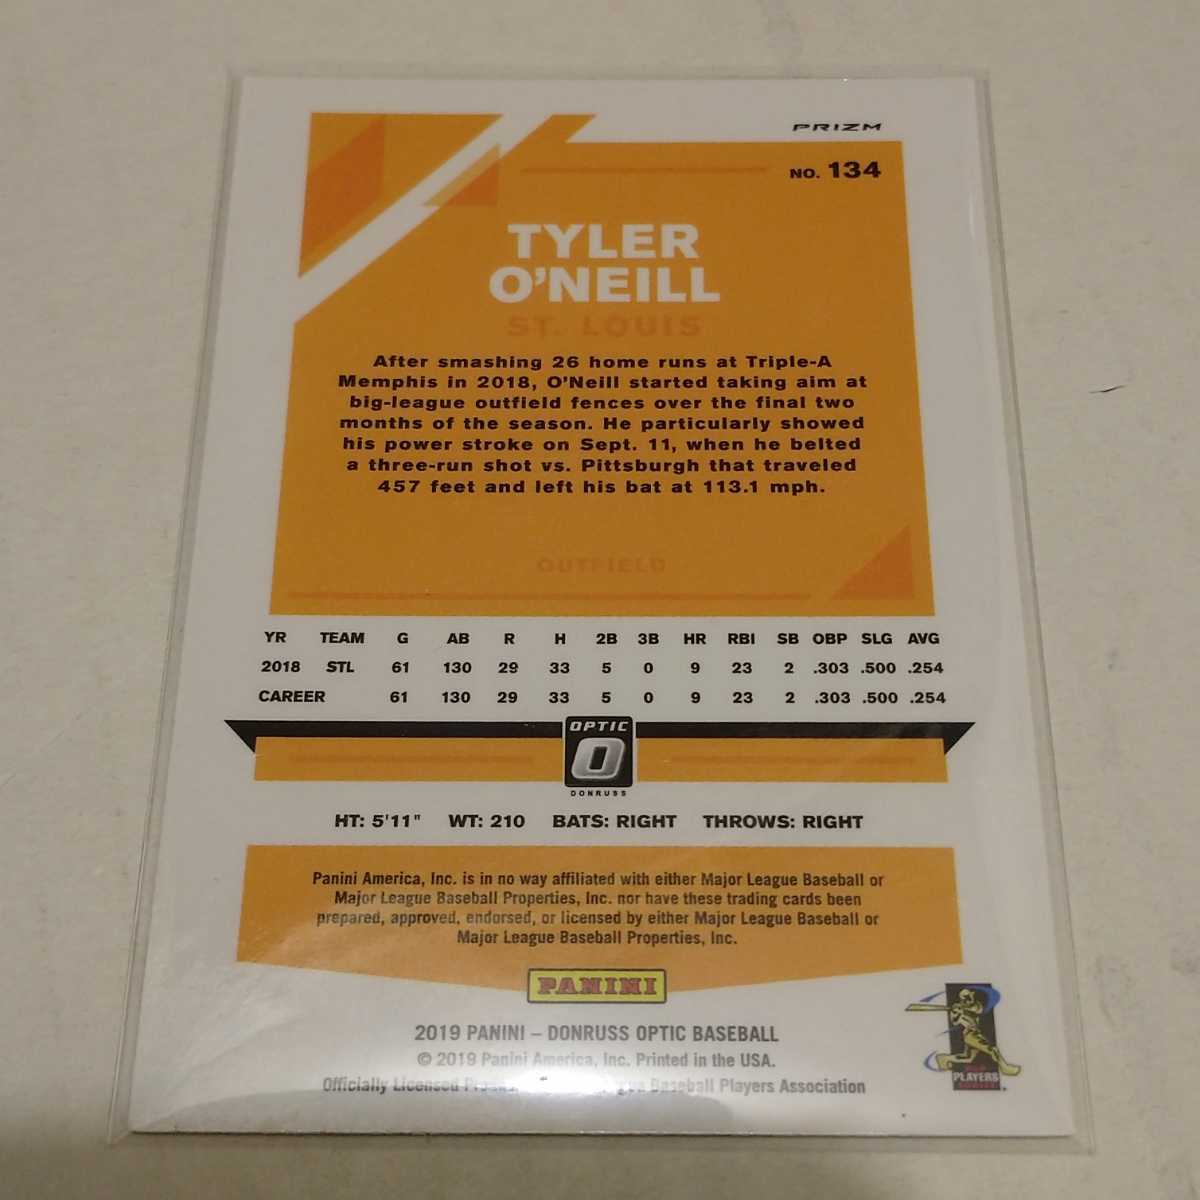 PRIZM
NO. 134
TYLER
O'NEILL
ST. LOUIS
After smashing 26 home runs at Triple-A
Memphis in 2018, O'Neill started taking aim at
big-league outfield fences over the final two
months of the season. He particularly showed
his power stroke on Sept. 11, when he belted
a three-run shot vs. Pittsburgh that traveled
457 feet and left his bat at 113.1 mph.
OUTFIELD
YR TEAM G AB R H 2B 3B HR RBI SB OBP SLG AVG
2018 STL 61 130 29 33 5 0 9 23 2 .303 .500 .254
CAREER 61 130 29 33 5 0 9 23 2 .303 .500 .254
OPTIC
O
DONRUSS
HT: 5'11" WT: 210 BATS: RIGHT THROWS: RIGHT
Panini America, Inc. is in no way affiliated with either Major League Baseball or
Major League Baseball Properties, Inc. nor have these trading cards been
prepared, approved, endorsed, or licensed by either Major League Baseball or
Major League Baseball Properties, Inc.
PANINI
2019 PANINI – DONRUSS OPTIC BASEBALL
© 2019 Panini America, Inc. Printed in the USA.
Officially Licensed Baseball Players Association
PLAYERS